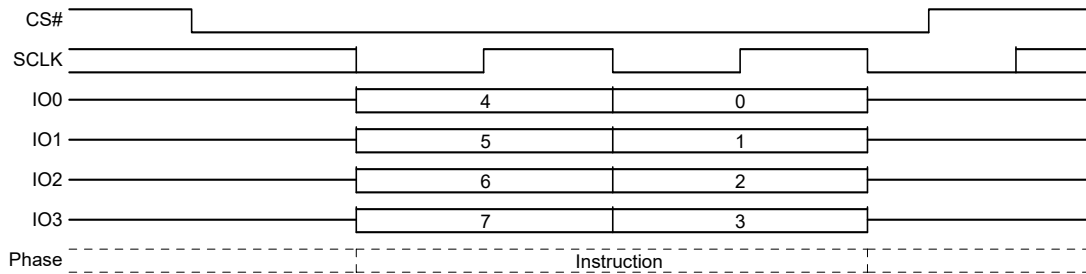 CS#
SCLK
IO0 4 0
IO1 5 1
IO2 6 2
IO3 7 3
Phase Instruction